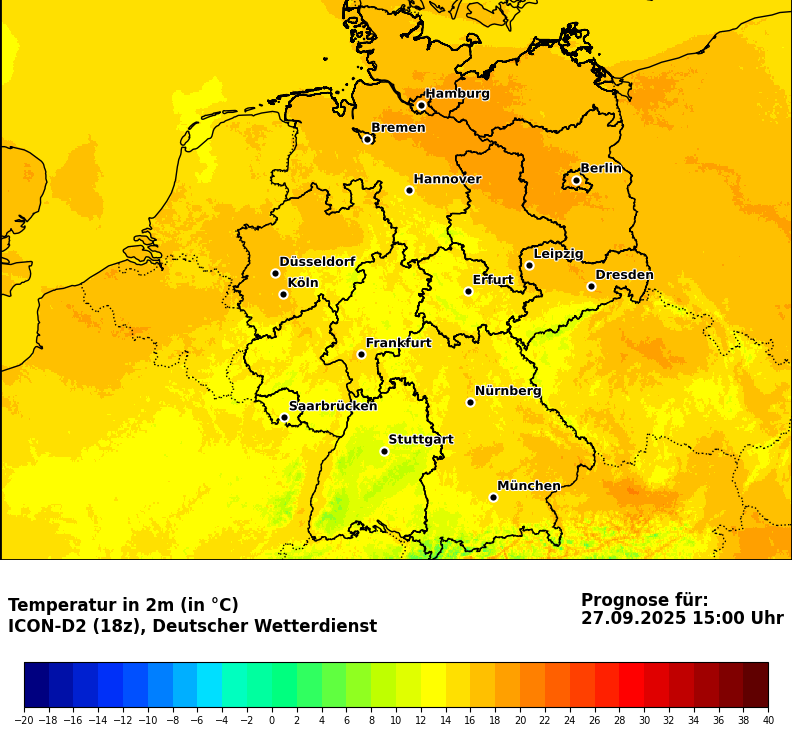 Hamburg
Bremen
Berlin
Hannover
Düsseldorf
Leipzig
Köln
Erfurt
Dresden
Frankfurt
Nürnberg
Saarbrücken
Stuttgart
München
Temperatur in 2m (in °C)
ICON-D2 (18z), Deutscher Wetterdienst
Prognose für:
27.09.2025 15:00 Uhr
−20 −18 −16 −14 −12 −10 −8 −6 −4 −2 0 2 4 6 8 10 12 14 16 18 20 22 24 26 28 30 32 34 36 38 40